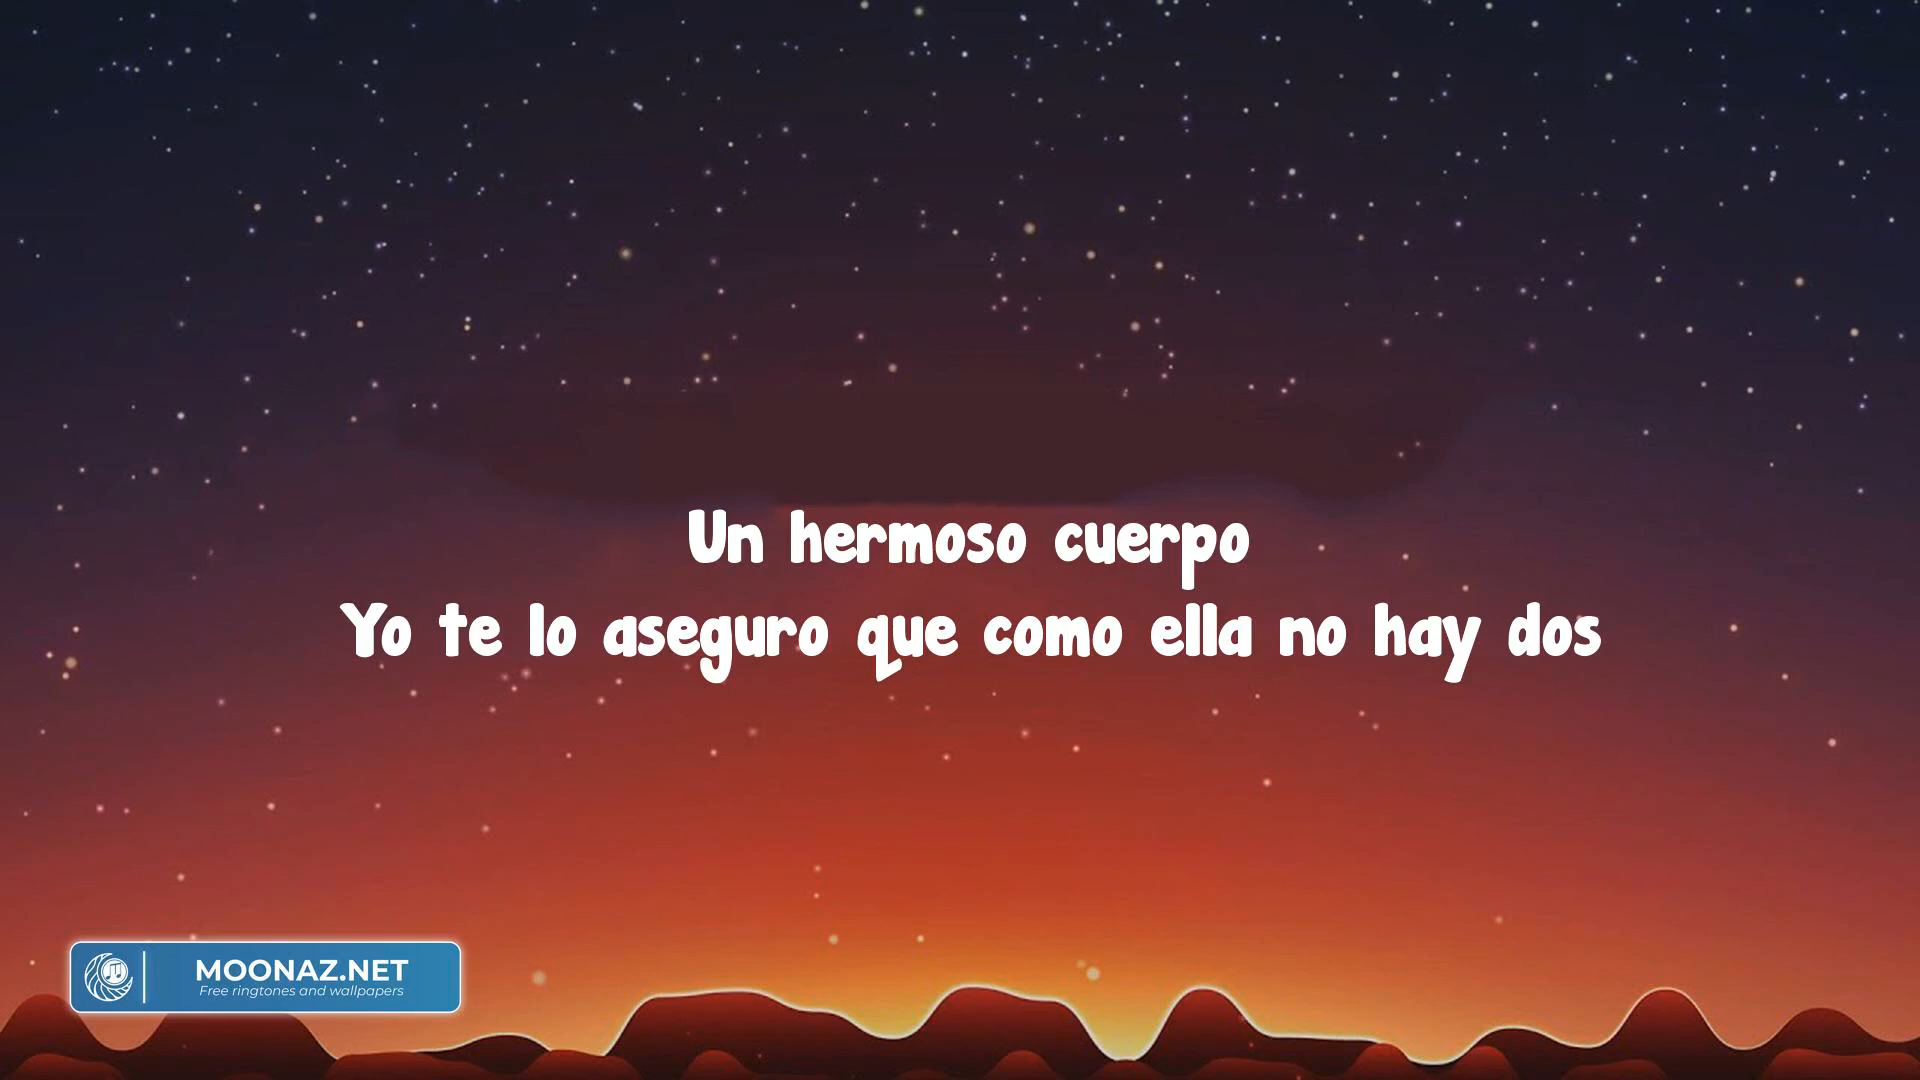 Un hermoso cuerpo
Yo te lo aseguro que como ella no hay dos
MOONAZ.NET
Free ringtones and wallpapers